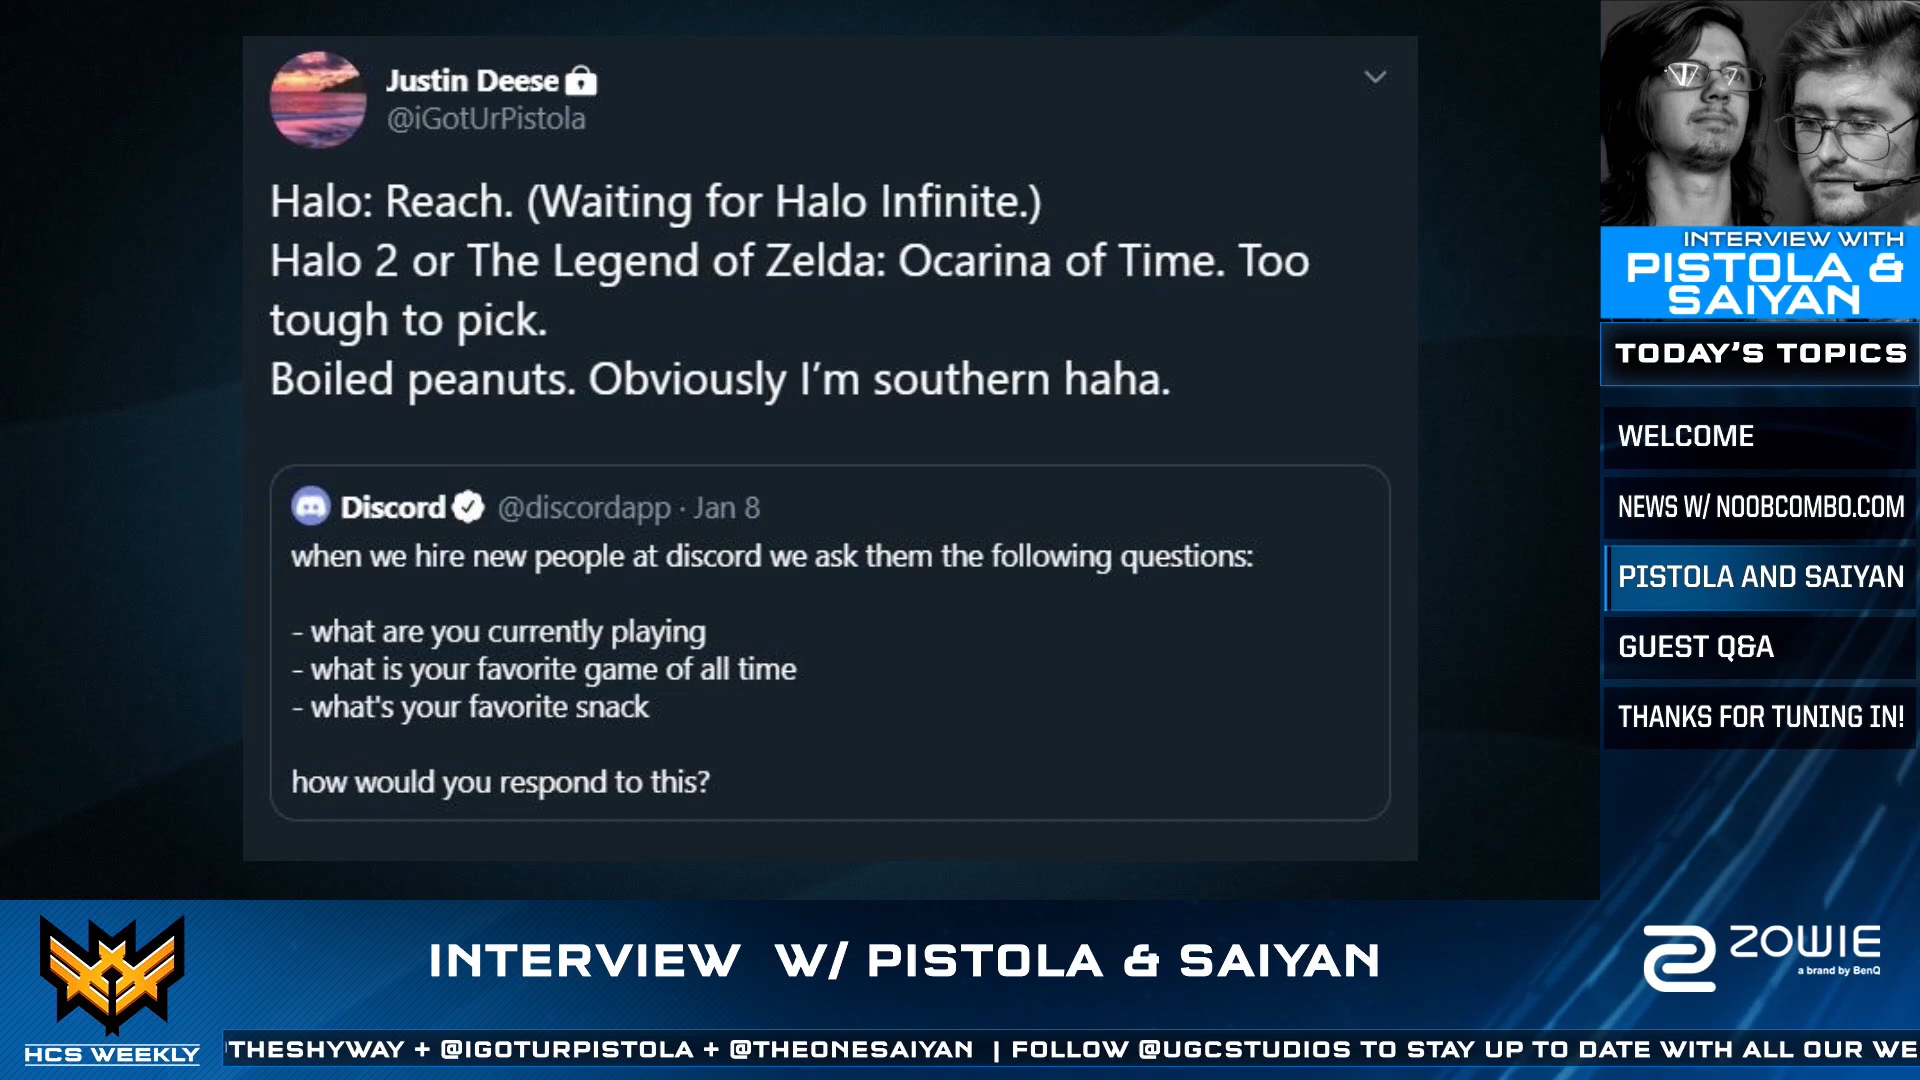 Justin Deese
@iGotUrPistola
Halo: Reach. (Waiting for Halo Infinite.)
Halo 2 or The Legend of Zelda: Ocarina of Time. Too
tough to pick.
Boiled peanuts. Obviously I'm southern haha.
Discord @discordapp · Jan 8
when we hire new people at discord we ask them the following questions:
- what are you currently playing
- what is your favorite game of all time
- what's your favorite snack
how would you respond to this?
INTERVIEW WITH
PISTOLA &
SAIYAN
TODAY'S TOPICS
WELCOME
NEWS W/ NOOBCOMBO.COM
PISTOLA AND SAIYAN
GUEST Q&A
THANKS FOR TUNING IN!
INTERVIEW W/ PISTOLA & SAIYAN
ZOWIE
a brand by BenQ
HCS WEEKLY
THESHYWAY + @IGOTURPISTOLA + @THEONESAIYAN | FOLLOW @UGCSTUDIOS TO STAY UP TO DATE WITH ALL OUR WE